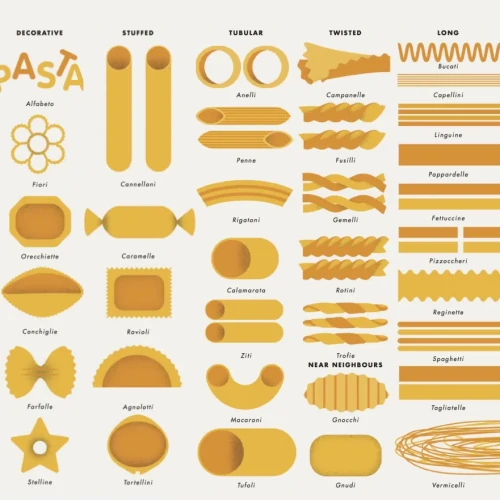 DECORATIVE
STUFFED
TUBULAR
TWISTED
LONG
PASTA
Alfabeto
Fiori
Orecchiette
Conchiglie
Farfalle
Stelline
Cannelloni
Caramelle
Ravioli
Agnolotti
Tortellini
Anelli
Penne
Rigatoni
Calamarata
Ziti
Macaroni
Tufoli
Campanelle
Fusilli
Gemelli
Rotini
Trofie
NEAR NEIGHBOURS
Gnocchi
Gnudi
Bucati
Capellini
Linguine
Pappardelle
Fettuccine
Pizzoccheri
Reginette
Spaghetti
Tagliatelle
Vermicelli